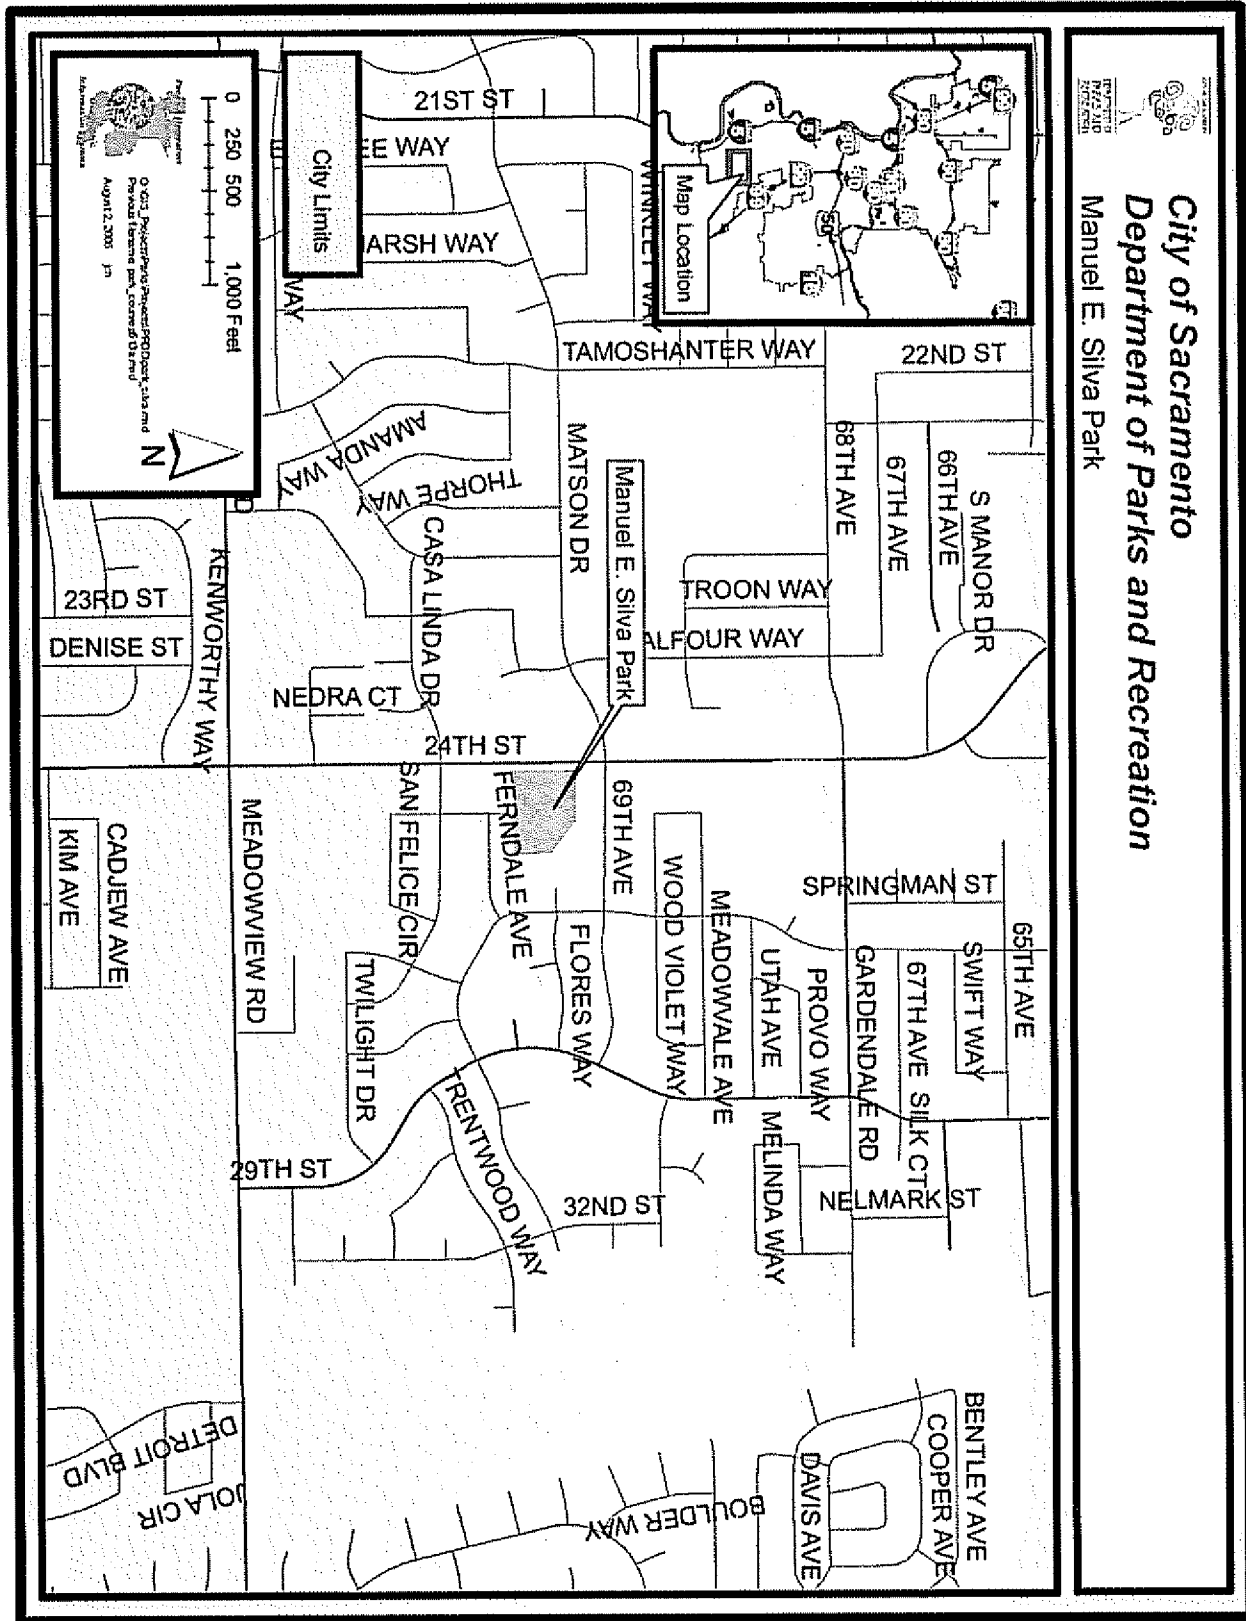 City of Sacramento
Department of Parks and Recreation
Manuel E. Silva Park
Map Location
City Limits
0 250 500 1,000 Feet
August 2, 2005
N
Manuel E. Silva Park
21ST ST
22ND ST
TAMOSHANTER WAY
MARSH WAY
WAY
AMANDA WAY
THORPE WAY
CASA LINDA DR
MATSON DR
68TH AVE
67TH AVE
66TH AVE
S MANOR DR
TROON WAY
ALFOUR WAY
23RD ST
DENISE ST
KENWORTHY WAY
NEDRA CT
24TH ST
SAN FELICE CIR
FERNDALE AVE
69TH AVE
FLORES WAY
WOOD VIOLET WAY
MEADOWVALE AVE
UTAH AVE
PROVO WAY
GARDENDALE RD
SPRINGMAN ST
67TH AVE
SILK CT
SWIFT WAY
65TH AVE
NELMARK ST
MELINDA WAY
32ND ST
TRENTWOOD WAY
TWILIGHT DR
29TH ST
MEADOWVIEW RD
CADJEW AVE
KIM AVE
DETROIT BLVD
JOLA CIR
BOULDER WAY
DAVIS AVE
COOPER AVE
BENTLEY AVE